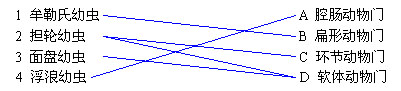 1 牟勒氏幼虫 A 腔肠动物门
2 担轮幼虫 B 扁形动物门
3 面盘幼虫 C 环节动物门
4 浮浪幼虫 D 软体动物门